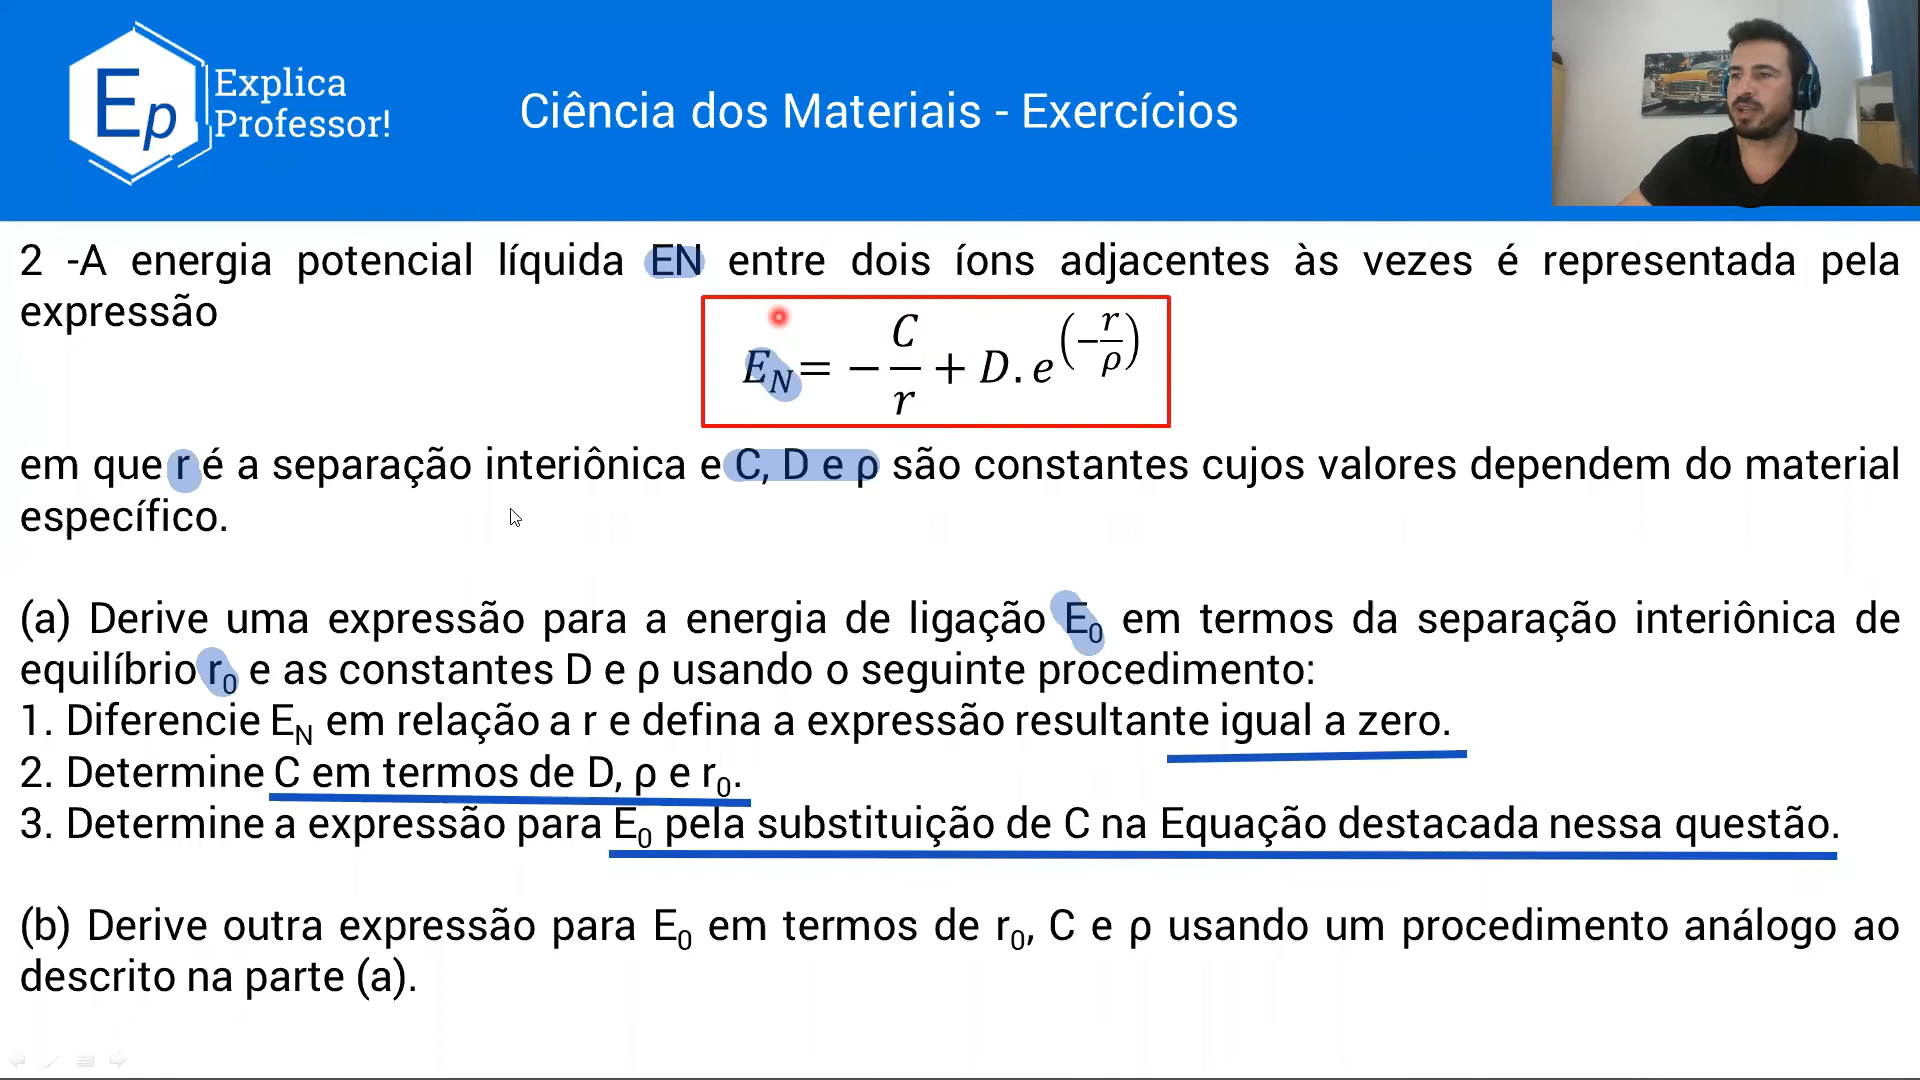 Ep Explica
Professor!
Ciência dos Materiais - Exercícios
2 -A energia potencial líquida EN entre dois íons adjacentes às vezes é representada pela
expressão
E_N = − C/r + D. e^(−r/ρ)
em que r é a separação interiônica e C, D e ρ são constantes cujos valores dependem do material
específico.
(a) Derive uma expressão para a energia de ligação E₀ em termos da separação interiônica de
equilíbrio r₀ e as constantes D e ρ usando o seguinte procedimento:
1. Diferencie E_N em relação a r e defina a expressão resultante igual a zero.
2. Determine C em termos de D, ρ e r₀.
3. Determine a expressão para E₀ pela substituição de C na Equação destacada nessa questão.
(b) Derive outra expressão para E₀ em termos de r₀, C e ρ usando um procedimento análogo ao
descrito na parte (a).